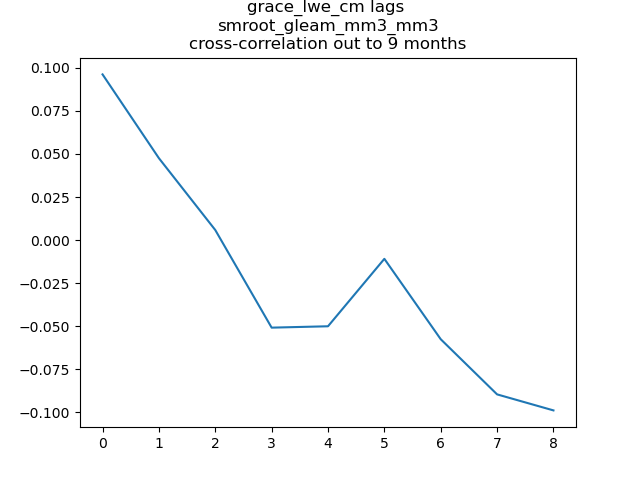 grace_lwe_cm lags
smroot_gleam_mm3_mm3
cross-correlation out to 9 months
0.100
0.075
0.050
0.025
0.000
−0.025
−0.050
−0.075
−0.100
0 1 2 3 4 5 6 7 8